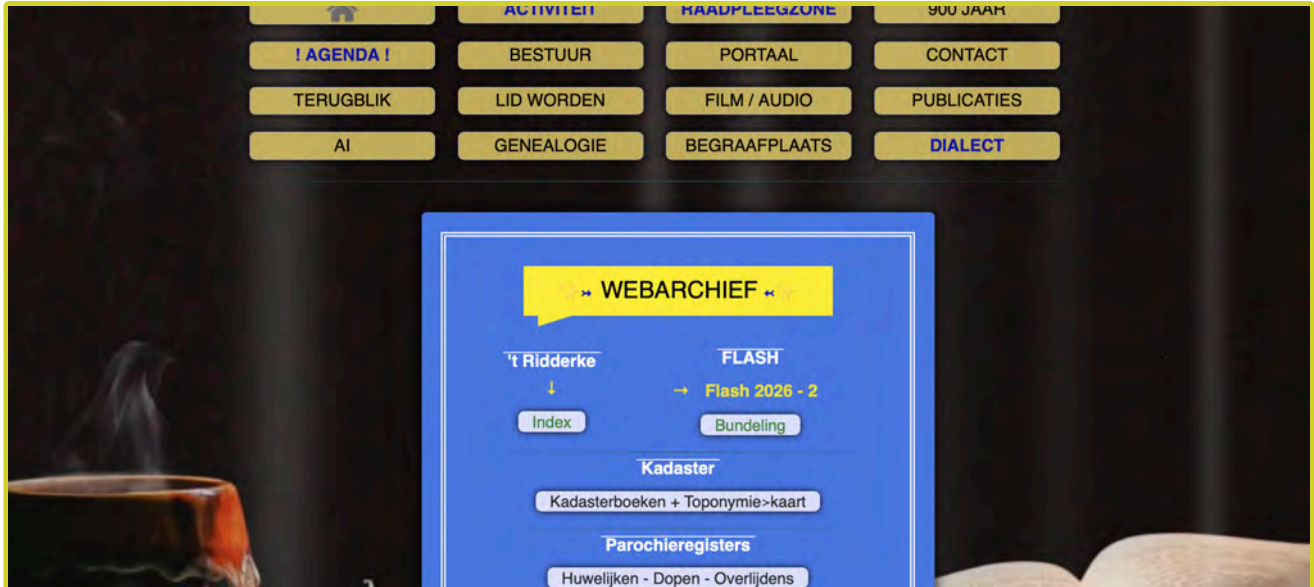 ACTIVITEIT RAADPLEEGZONE 900 JAAR
! AGENDA ! BESTUUR PORTAAL CONTACT
TERUGBLIK LID WORDEN FILM / AUDIO PUBLICATIES
AI GENEALOGIE BEGRAAFPLAATS DIALECT
WEBARCHIEF
't Ridderke FLASH
↓ → Flash 2026 - 2
Index Bundeling
Kadaster
Kadasterboeken + Toponymie>kaart
Parochieregisters
Huwelijken - Dopen - Overlijdens